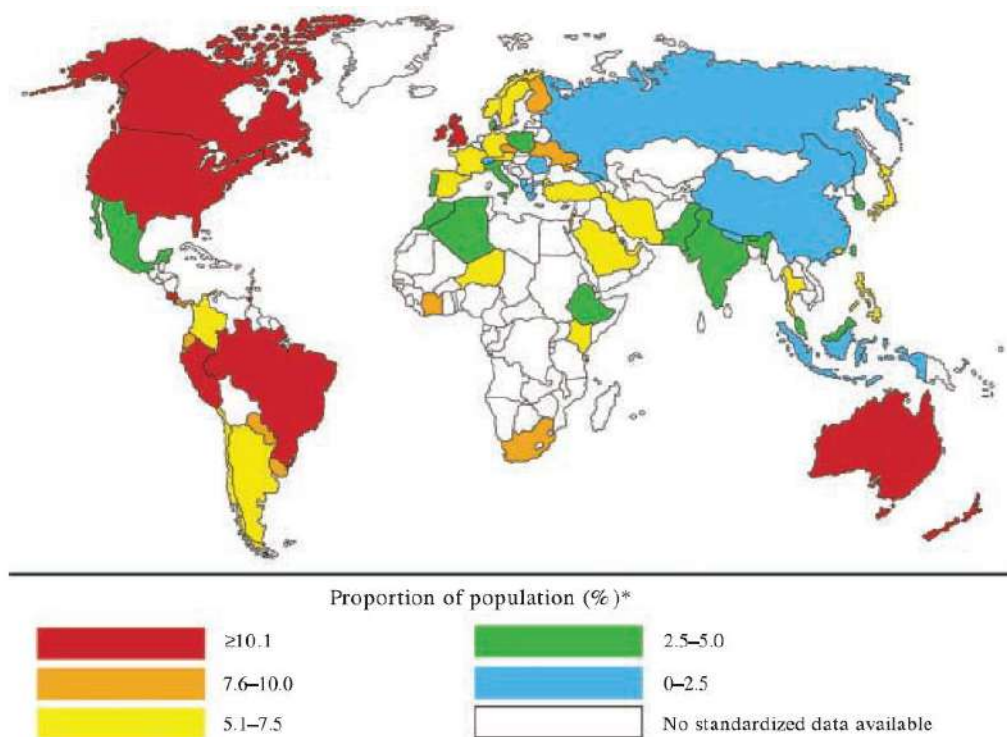 Proportion of population (%)*
≥10.1
2.5–5.0
7.6–10.0
0–2.5
5.1–7.5
No standardized data available